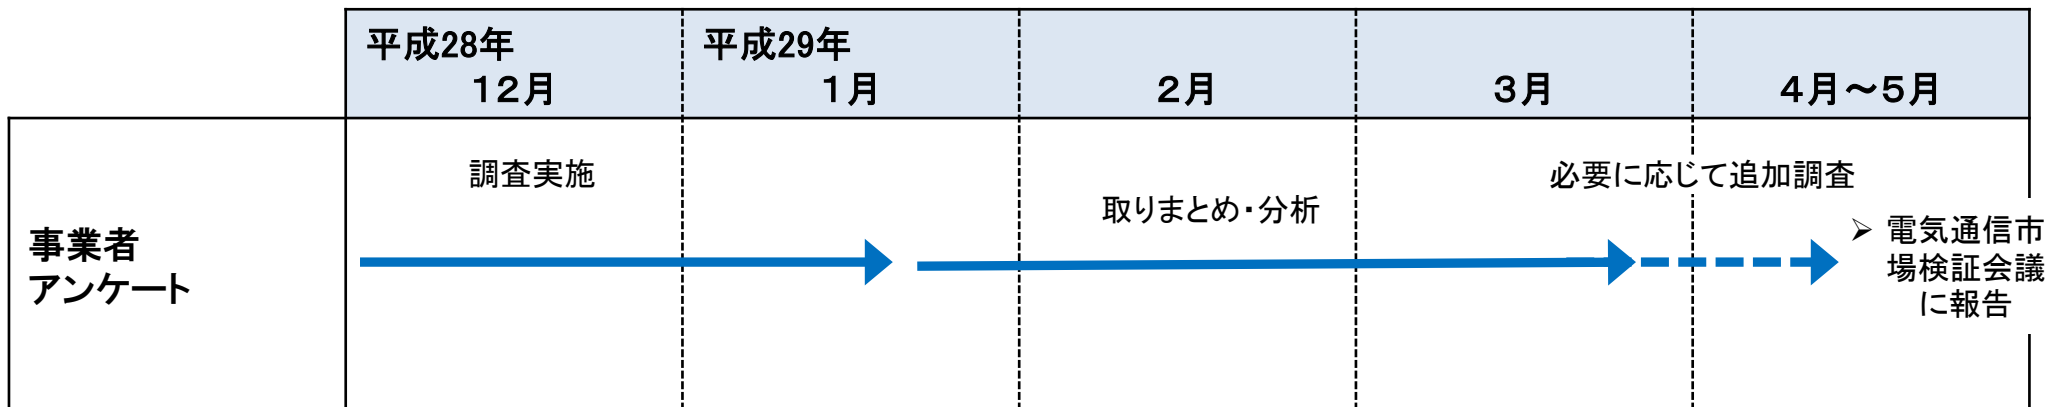 平成28年
12月
平成29年
1月
2月
3月
4月～5月
事業者
アンケート
調査実施
取りまとめ・分析
必要に応じて追加調査
➢ 電気通信市
場検証会議
に報告